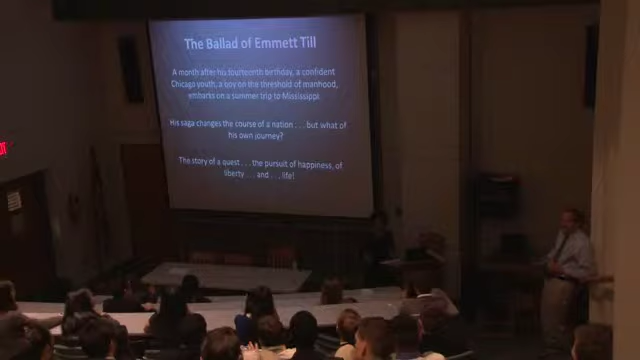 The Ballad of Emmett Till
A month after his fourteenth birthday, a confident
Chicago youth, a boy on the threshold of manhood,
embarks on a summer trip to Mississippi.
His saga changes the course of a nation . . . but what of
his own journey?
The story of a quest . . . the pursuit of happiness, of
liberty . . . and . . . life!